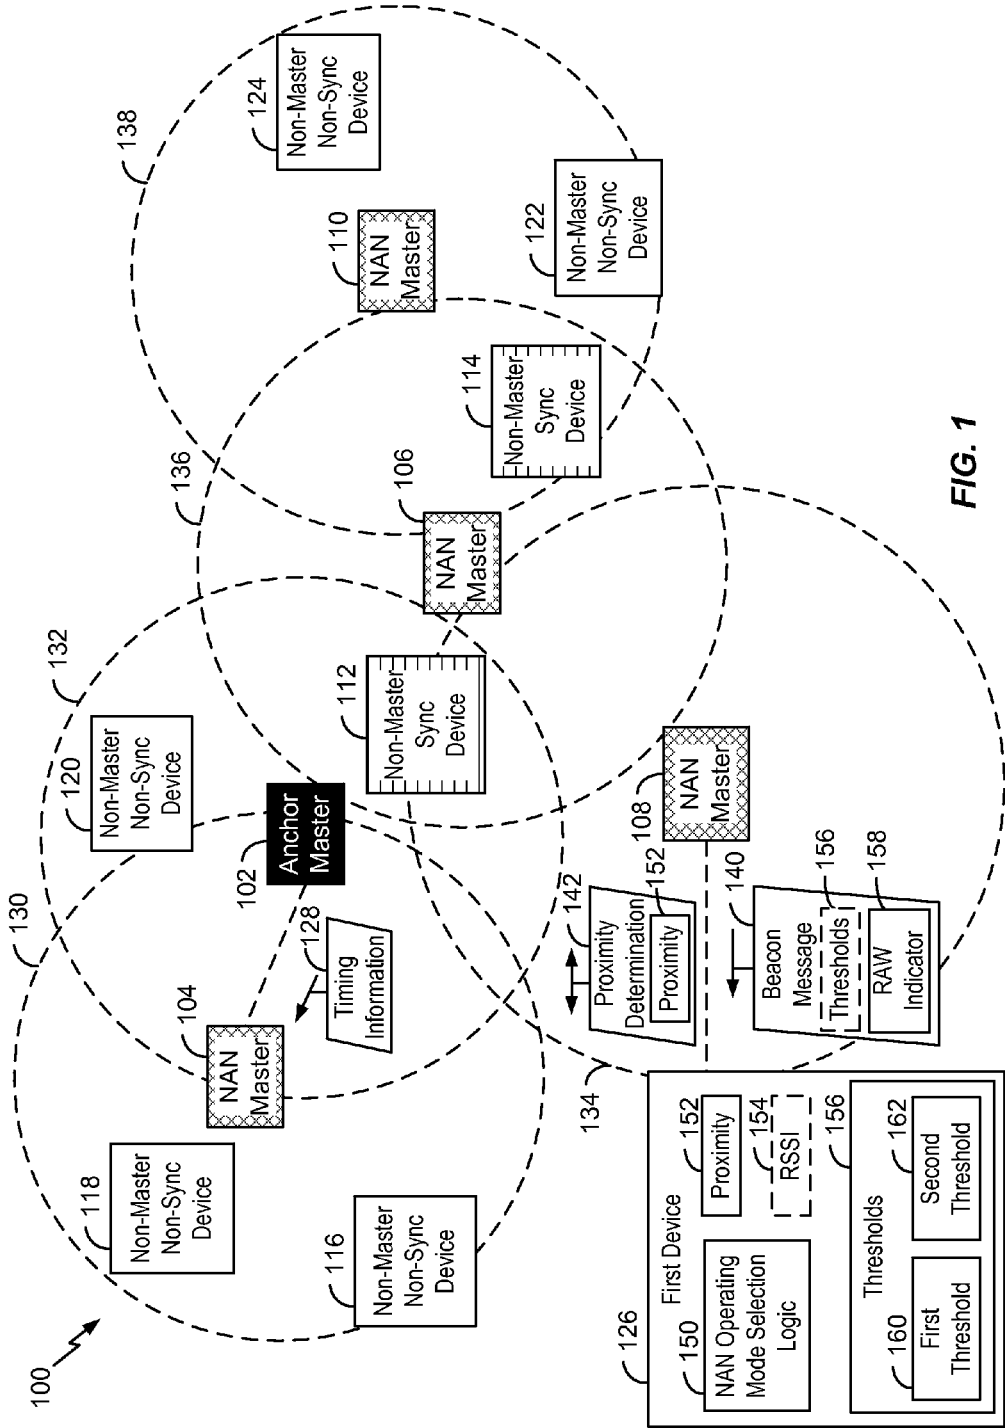 100
130
132
136
138
118
Non-Master
Non-Sync
Device
104
NAN
Master
120
Non-Master
Non-Sync
Device
102
Anchor
Master
128
Timing
Information
116
Non-Master
Non-Sync
Device
112
Non-Master
Sync
Device
106
NAN
Master
110
NAN
Master
124
Non-Master
Non-Sync
Device
114
Non-Master
Sync
Device
122
Non-Master
Non-Sync
Device
134
142
Proximity
Determination
152
Proximity
108
NAN
Master
126
First Device
150
NAN Operating
Mode Selection
Logic
152
Proximity
154
RSSI
140
Beacon
Message
156
Thresholds
158
RAW
Indicator
156
Thresholds
160
First
Threshold
162
Second
Threshold
FIG. 1